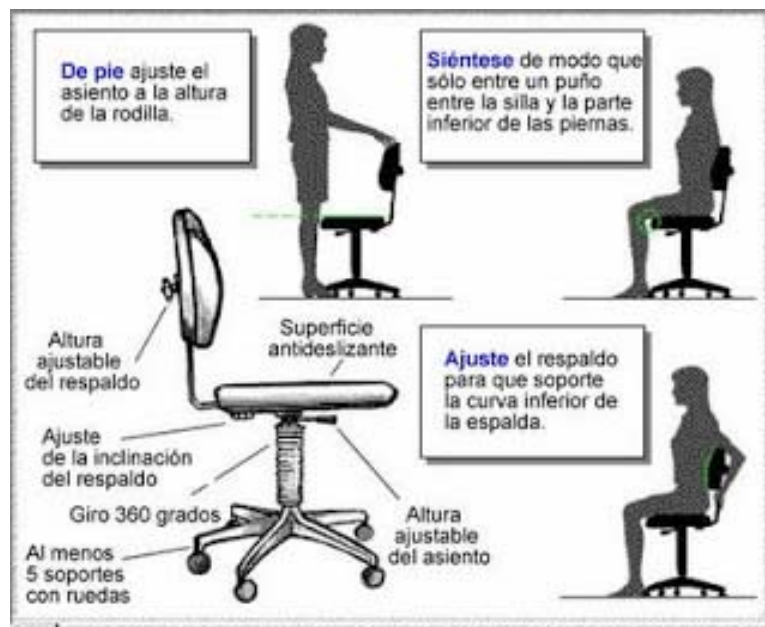 De pie ajuste el
asiento a la altura
de la rodilla.
Siéntese de modo que
sólo entre un puño
entre la silla y la parte
inferior de las piernas.
Altura
ajustable
del respaldo
Superficie
antideslizante
Ajuste el respaldo
para que soporte
la curva inferior de
la espalda.
Ajuste
de la inclinación
del respaldo
Giro 360 grados
Altura
ajustable
del asiento
Al menos
5 soportes
con ruedas